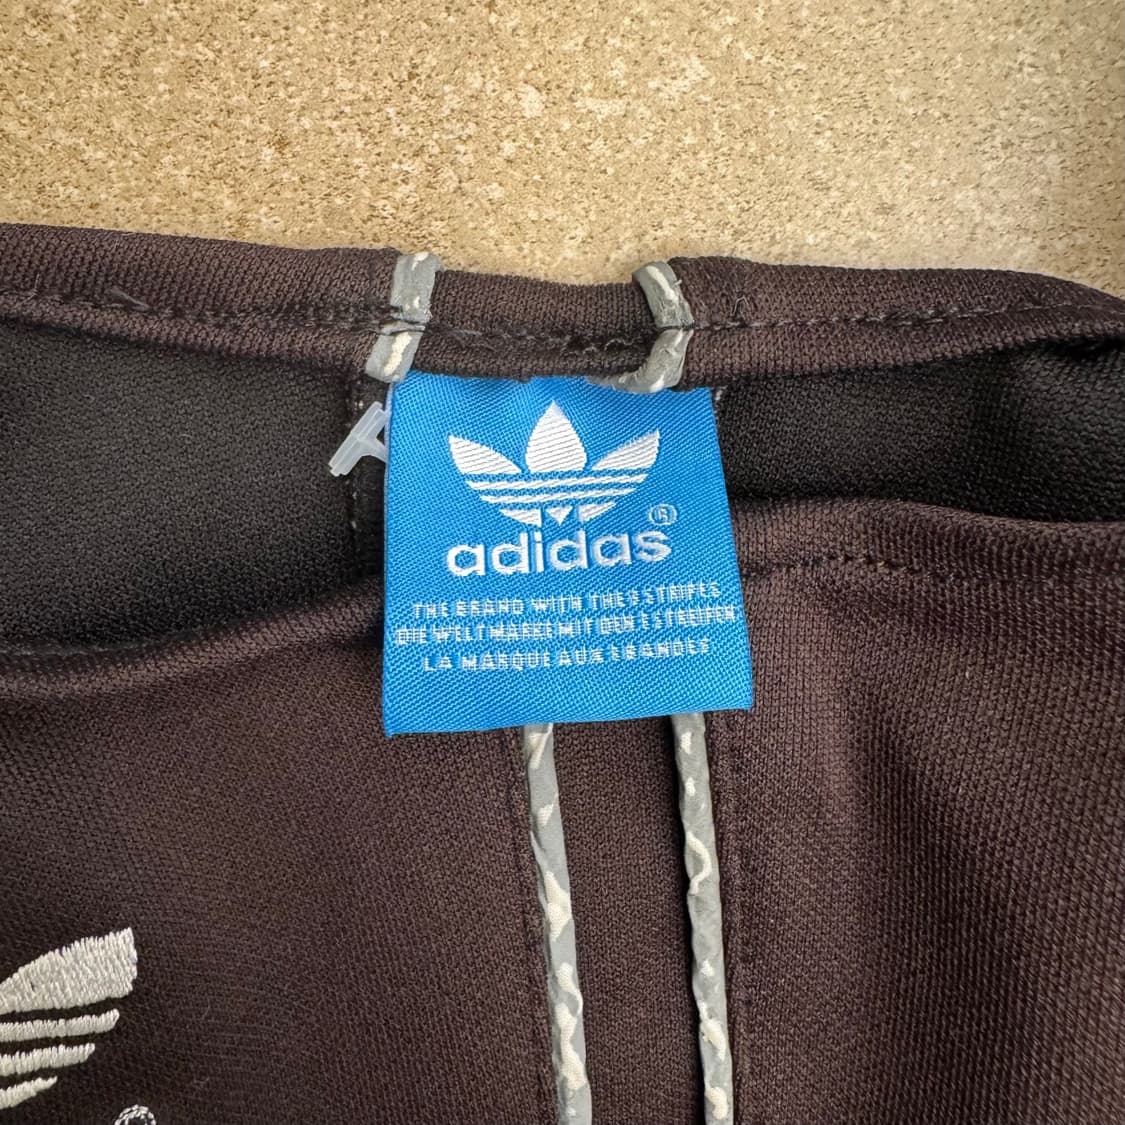 adidas ®
THE BRAND WITH THE 3 STRIPES
DIE WELTMARKE MIT DEN 3 STREIFEN
LA MARQUE AUX 3 BANDES